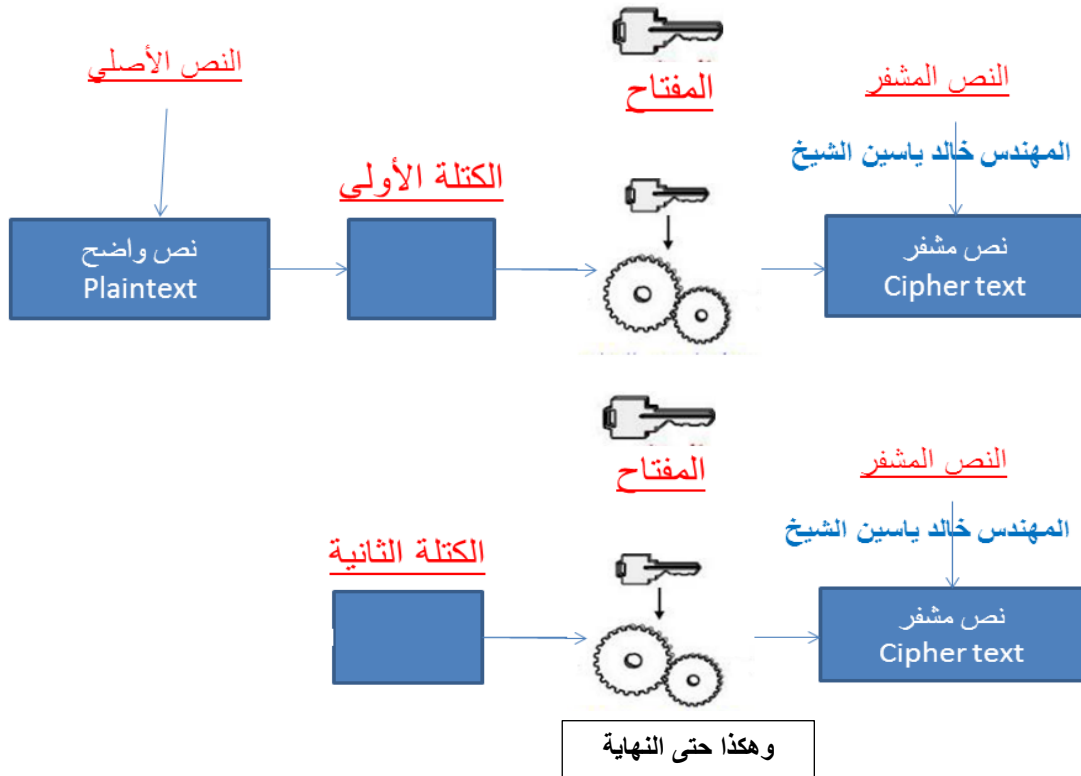 النص الأصلي
المفتاح
النص المشفر
المهندس خالد ياسين الشيخ
الكتلة الأولى
نص واضح
Plaintext
نص مشفر
Cipher text
المفتاح
النص المشفر
المهندس خالد ياسين الشيخ
الكتلة الثانية
نص مشفر
Cipher text
وهكذا حتى النهاية